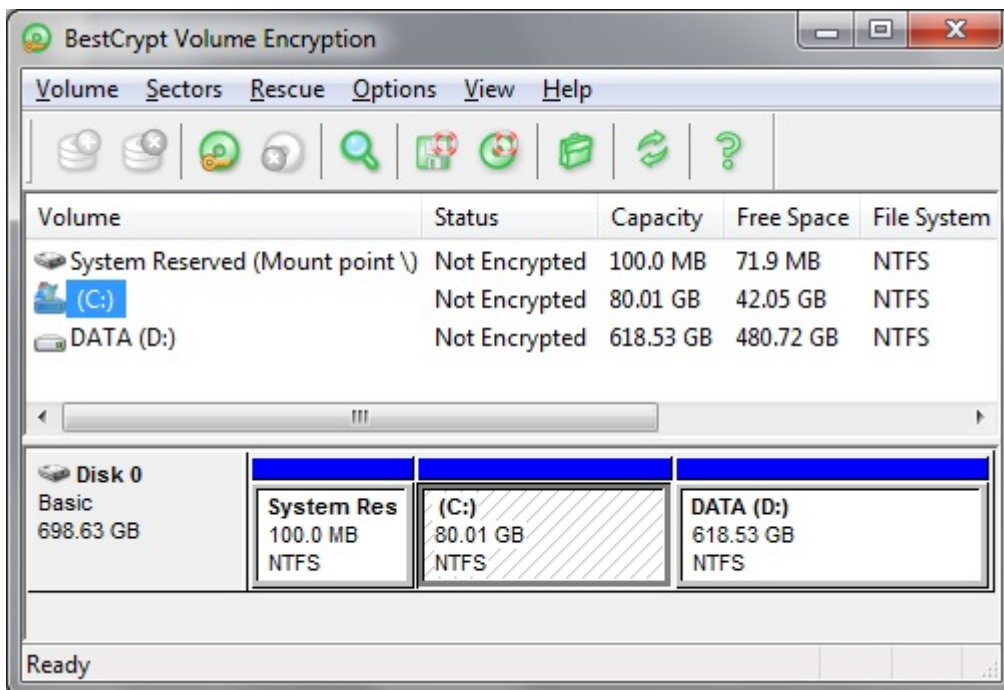 BestCrypt Volume Encryption
Volume Sectors Rescue Options View Help
Volume Status Capacity Free Space File System
System Reserved (Mount point \) Not Encrypted 100.0 MB 71.9 MB NTFS
(C:) Not Encrypted 80.01 GB 42.05 GB NTFS
DATA (D:) Not Encrypted 618.53 GB 480.72 GB NTFS
Disk 0
Basic
698.63 GB
System Res
100.0 MB
NTFS
(C:)
80.01 GB
NTFS
DATA (D:)
618.53 GB
NTFS
Ready